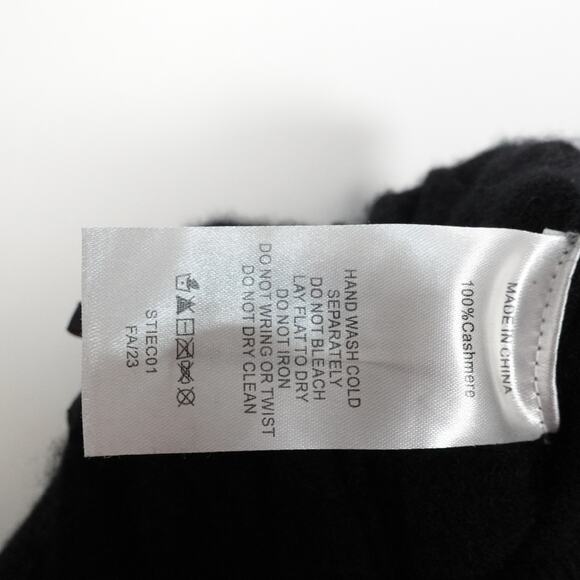 MADE IN CHINA
100%Cashmere
HAND WASH COLD
SEPARATELY
DO NOT BLEACH
LAY FLAT TO DRY
DO NOT IRON
DO NOT WRING OR TWIST
DO NOT DRY CLEAN
STIEC01
FA/23